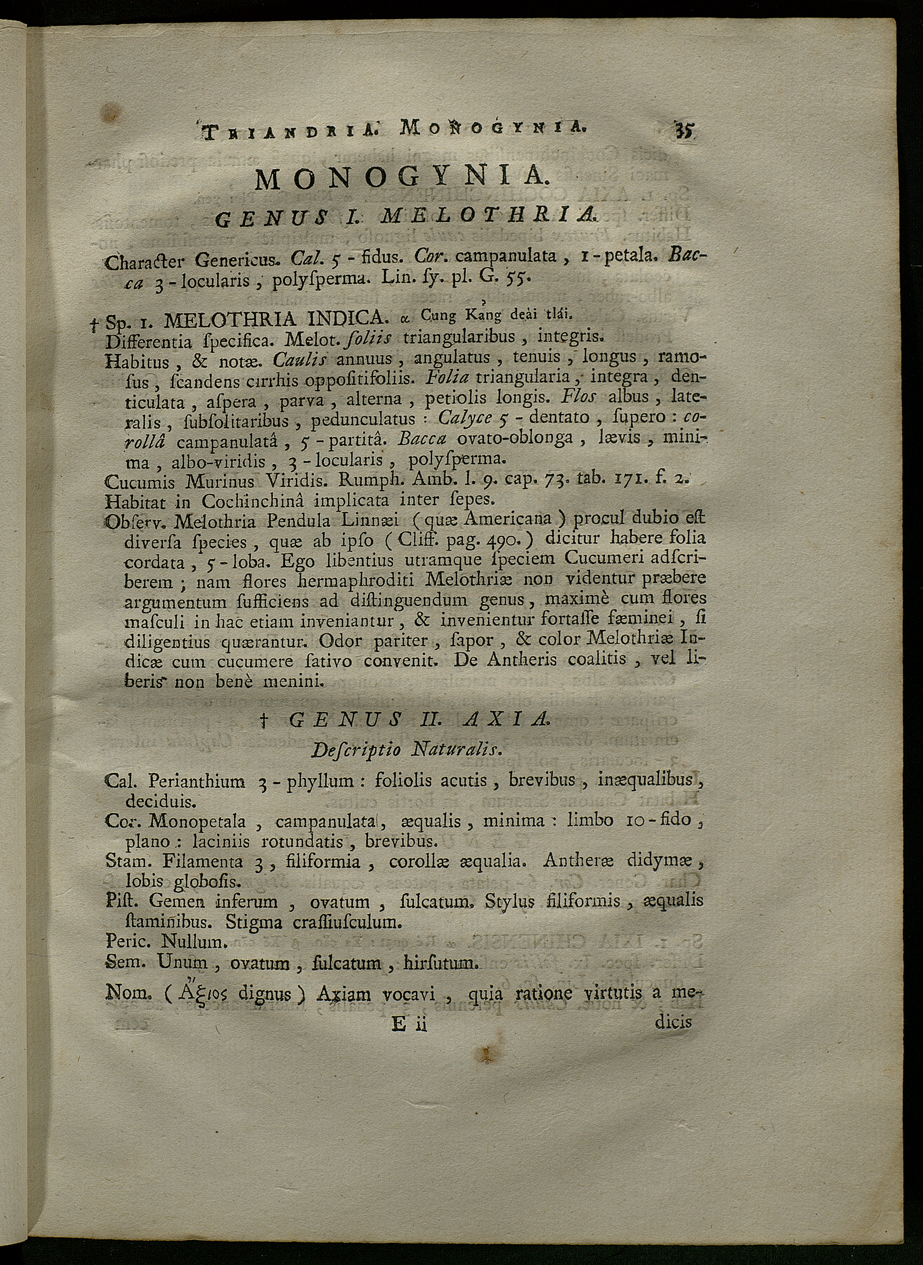 TRIANDRIA. MONOGYNIA. 35
MONOGYNIA.
GENUS I. MELOTHRIA.
Character Genericus. Cal. 5 - fidus. Cor. campanulata , 1 - petala. Bac-
ca 3 - locularis , polyſperma. Lin. ſy. pl. G. 55.
† Sp. 1. MELOTHRIA INDICA. α Cung Kảng deài tlái.
Differentia ſpecifica. Melot. foliis triangularibus , integris.
Habitus , & notæ. Caulis annuus , angulatus , tenuis , longus , ramo-
ſus , ſcandens cirrhis oppoſitifoliis. Folia triangularia , integra , den-
ticulata , aſpera , parva , alterna , petiolis longis. Flos albus , late-
ralis , ſubſolitaribus , pedunculatus : Calyce 5 - dentato , ſupero : co-
rollâ campanulatâ , 5 - partitâ. Bacca ovato-oblonga , lævis , mini-
ma , albo-viridis , 3 - locularis , polyſperma.
Cucumis Murinus Viridis. Rumph. Amb. l. 9. cap. 73. tab. 171. f. 2.
Habitat in Cochinchinâ implicata inter ſepes.
Obſerv. Melothria Pendula Linnæi ( quæ Americana ) procul dubio eſt
diverſa ſpecies , quæ ab ipſo ( Cliff. pag. 490. ) dicitur habere folia
cordata , 5 - loba. Ego libentius utramque ſpeciem Cucumeri adſcri-
berem ; nam flores hermaphroditi Melothriæ non videntur præbere
argumentum ſufficiens ad diſtinguendum genus , maximè cum flores
maſculi in hac etiam inveniantur , & invenientur fortaſſe fæminei , ſi
diligentius quærantur. Odor pariter , ſapor , & color Melothriæ In-
dicæ cum cucumere ſativo convenit. De Antheris coalitis , vel li-
beris non benè menini.
† GENUS II. AXIA.
Deſcriptio Naturalis.
Cal. Perianthium 3 - phyllum : foliolis acutis , brevibus , inæqualibus ,
deciduis.
Cor. Monopetala , campanulata , æqualis , minima : limbo 10 - fido ,
plano : laciniis rotundatis , brevibus.
Stam. Filamenta 3 , filiformia , corollæ æqualia. Antheræ didymæ ,
lobis globoſis.
Piſt. Gemen inferum , ovatum , ſulcatum. Stylus filiformis , æqualis
ſtaminibus. Stigma craſſiuſculum.
Peric. Nullum.
Sem. Unum , ovatum , ſulcatum , hirſutum.
Nom. ( Ἄξιος dignus ) Axiam vocavi , quia ratione virtutis a me-
E ii dicis